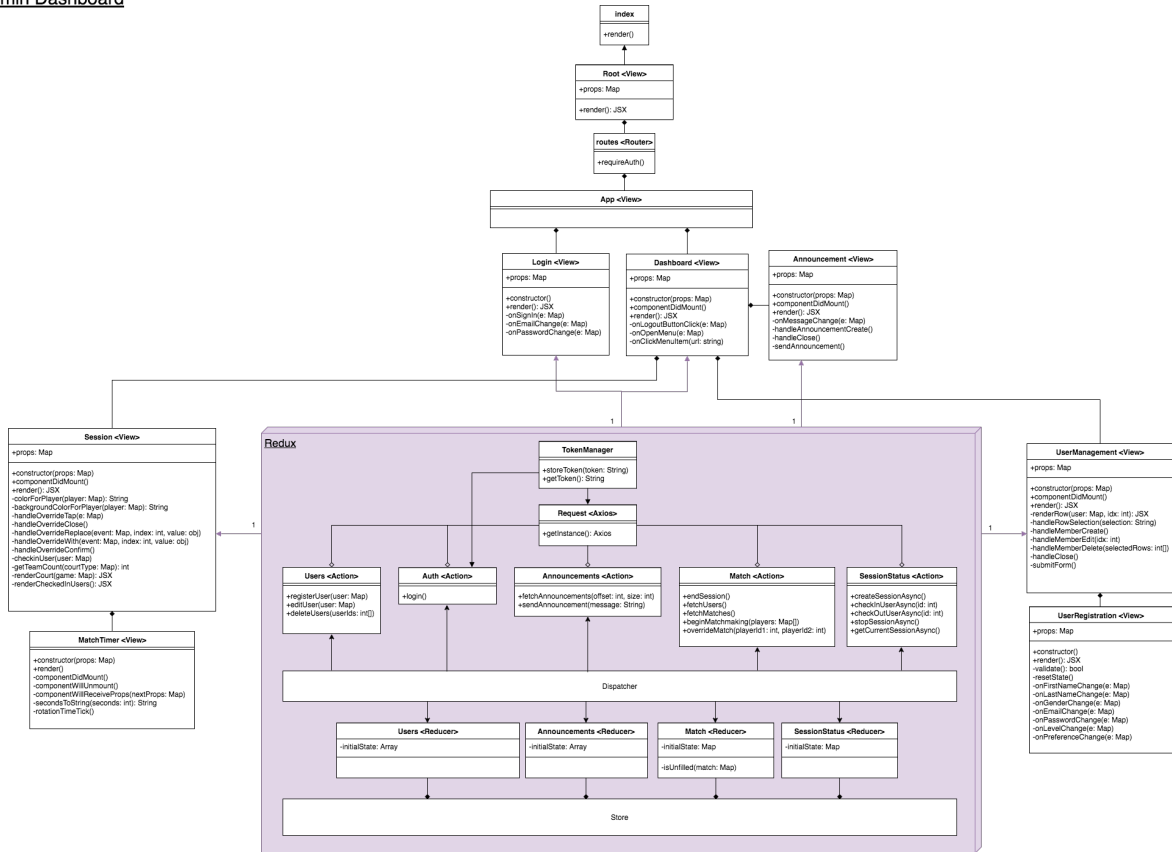 min Dashboard
index
+render()
Root <View>
+props: Map
+render(): JSX
routes <Router>
+requireAuth()
App <View>
Login <View>
+props: Map
+constructor()
+render(): JSX
-onSignIn(e: Map)
-onEmailChange(e: Map)
-onPasswordChange(e: Map)
Dashboard <View>
+props: Map
+constructor(props: Map)
+componentDidMount()
+render(): JSX
-onLogoutButtonClick(e: Map)
-onOpenMenu(e: Map)
-onClickMenuItem(url: string)
Announcement <View>
+props: Map
+constructor(props: Map)
+componentDidMount()
+render(): JSX
-onMessageChange(e: Map)
-handleAnnouncementCreate()
-handleClose()
-sendAnnouncement()
1
1
1
1
Session <View>
+props: Map
+constructor(props: Map)
+componentDidMount()
+render(): JSX
-colorForPlayer(player: Map): String
-backgroundColorForPlayer(player: Map): String
-handleOverrideTap(e: Map)
-handleOverrideClose()
-handleOverrideReplace(event: Map, index: int, value: obj)
-handleOverrideWith(event: Map, index: int, value: obj)
-handleOverrideConfirm()
-checkinUser(user: Map)
-getTeamCount(courtType: Map): int
-renderCourt(game: Map): JSX
-renderCheckedInUsers(): JSX
MatchTimer <View>
+constructor(props: Map)
+render()
-componentDidMount()
-componentWillUnmount()
-componentWillReceiveProps(nextProps: Map)
-secondsToString(seconds: int): String
-rotationTimeTick()
Redux
TokenManager
+storeToken(token: String)
+getToken(): String
Request <Axios>
+getInstance(): Axios
Users <Action>
+registerUser(user: Map)
+editUser(user: Map)
+deleteUsers(userIds: int[])
Auth <Action>
+login()
Announcements <Action>
+fetchAnnouncements(offset: int, size: int)
+sendAnnouncement(message: String)
Match <Action>
+endSession()
+fetchUsers()
+fetchMatches()
+beginMatchmaking(players: Map[])
+overrideMatch(playerId1: int, playerId2: int)
SessionStatus <Action>
+createSessionAsync()
+checkInUserAsync(id: int)
+checkOutUserAsync(id: int)
+stopSessionAsync()
+getCurrentSessionAsync()
Dispatcher
Users <Reducer>
-initialState: Array
Announcements <Reducer>
-initialState: Array
Match <Reducer>
-initialState: Map
-isUnfilled(match: Map)
SessionStatus <Reducer>
-initialState: Map
Store
UserManagement <View>
+props: Map
+constructor(props: Map)
+componentDidMount()
+render(): JSX
-renderRow(user: Map, idx: int): JSX
-handleRowSelection(selection: String)
-handleMemberCreate()
-handleMemberEdit(idx: int)
-handleMemberDelete(selectedRows: int[])
-handleClose()
-submitForm()
UserRegistration <View>
+props: Map
+constructor()
+render(): JSX
-validate(): bool
-resetState()
-onFirstNameChange(e: Map)
-onLastNameChange(e: Map)
-onGenderChange(e: Map)
-onEmailChange(e: Map)
-onPasswordChange(e: Map)
-onLevelChange(e: Map)
-onPreferenceChange(e: Map)